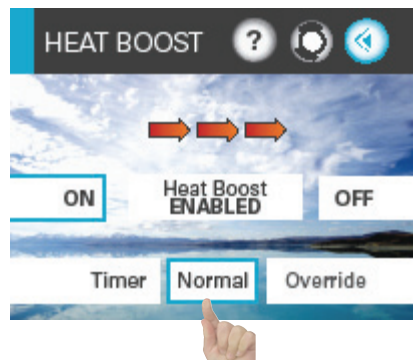 HEAT BOOST ?
ON Heat Boost OFF
ENABLED
Timer Normal Override